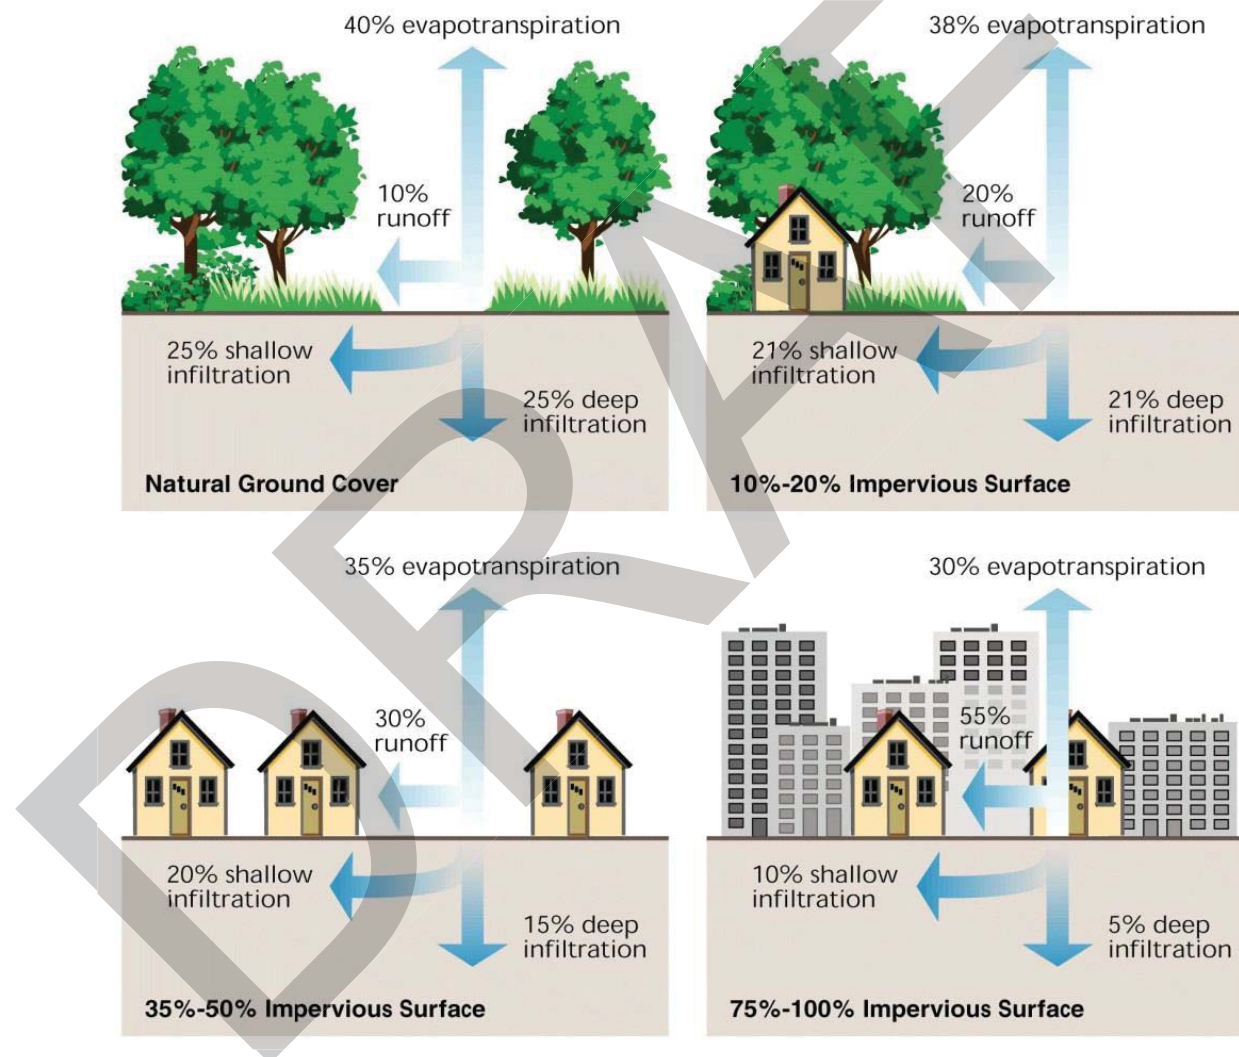 40% evapotranspiration
10%
runoff
25% shallow
infiltration
25% deep
infiltration
Natural Ground Cover
38% evapotranspiration
20%
runoff
21% shallow
infiltration
21% deep
infiltration
10%-20% Impervious Surface
35% evapotranspiration
30%
runoff
20% shallow
infiltration
15% deep
infiltration
35%-50% Impervious Surface
30% evapotranspiration
55%
runoff
10% shallow
infiltration
5% deep
infiltration
75%-100% Impervious Surface
DRAFT